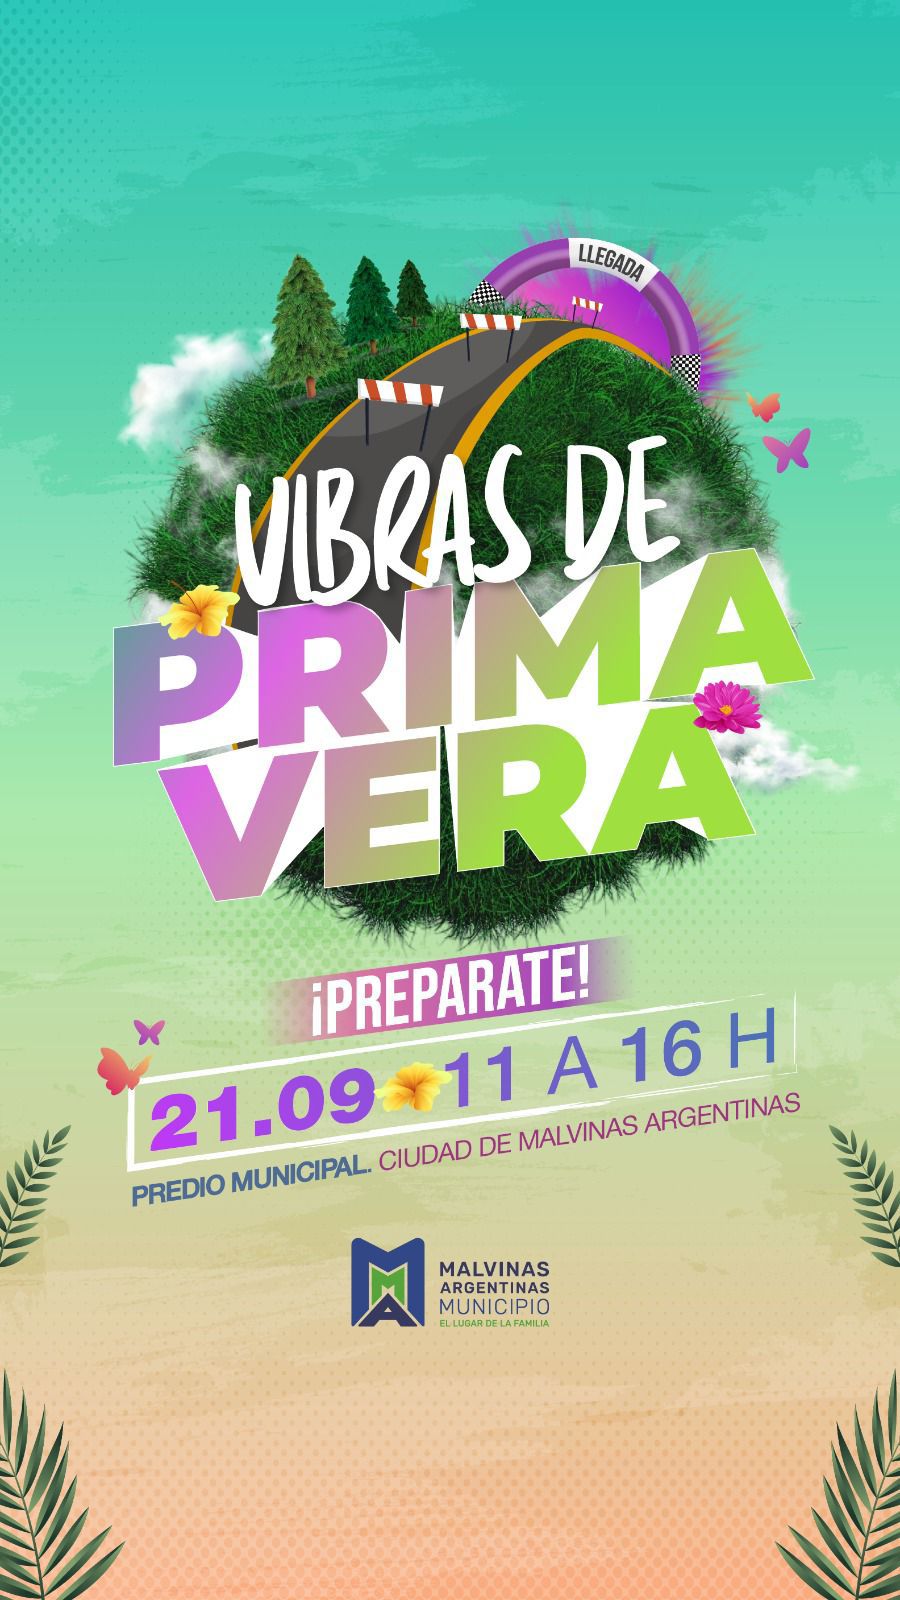 LLEGADA
VIBRAS DE
PRIMA
VERA
¡PREPARATE!
21.09 11 A 16 H
PREDIO MUNICIPAL. CIUDAD DE MALVINAS ARGENTINAS
MALVINAS
ARGENTINAS
MUNICIPIO
EL LUGAR DE LA FAMILIA